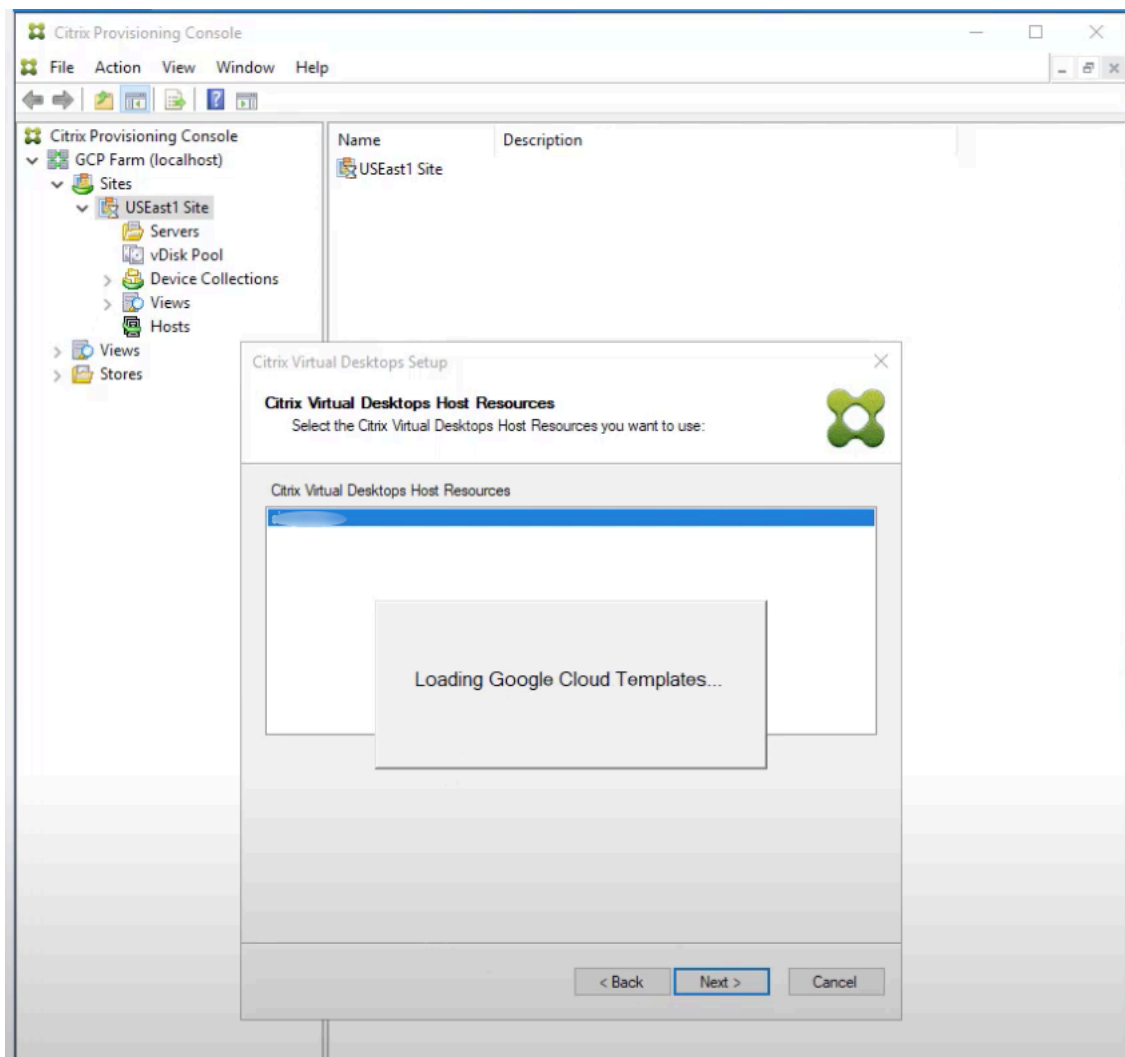 Citrix Provisioning Console
File Action View Window Help
Citrix Provisioning Console
GCP Farm (localhost)
Sites
USEast1 Site
Servers
vDisk Pool
Device Collections
Views
Hosts
Views
Stores
Name Description
USEast1 Site
Citrix Virtual Desktops Setup
Citrix Virtual Desktops Host Resources
Select the Citrix Virtual Desktops Host Resources you want to use:
Citrix Virtual Desktops Host Resources
Loading Google Cloud Templates...
< Back Next > Cancel